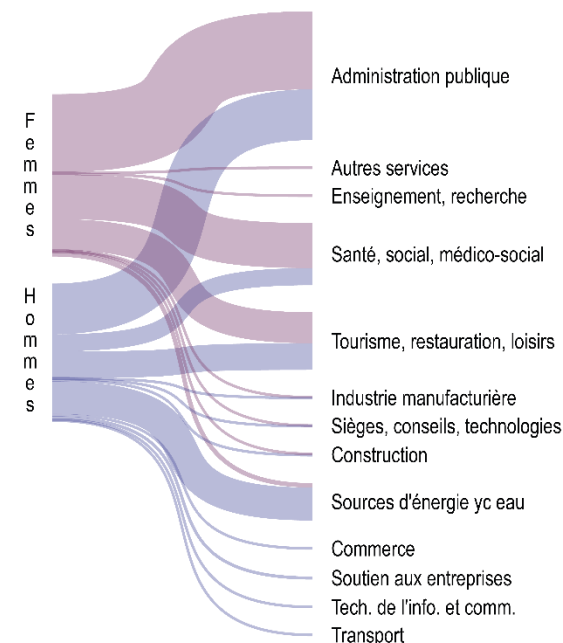 Femmes
Hommes
Administration publique
Autres services
Enseignement, recherche
Santé, social, médico-social
Tourisme, restauration, loisirs
Industrie manufacturière
Sièges, conseils, technologies
Construction
Sources d'énergie yc eau
Commerce
Soutien aux entreprises
Tech. de l'info. et comm.
Transport